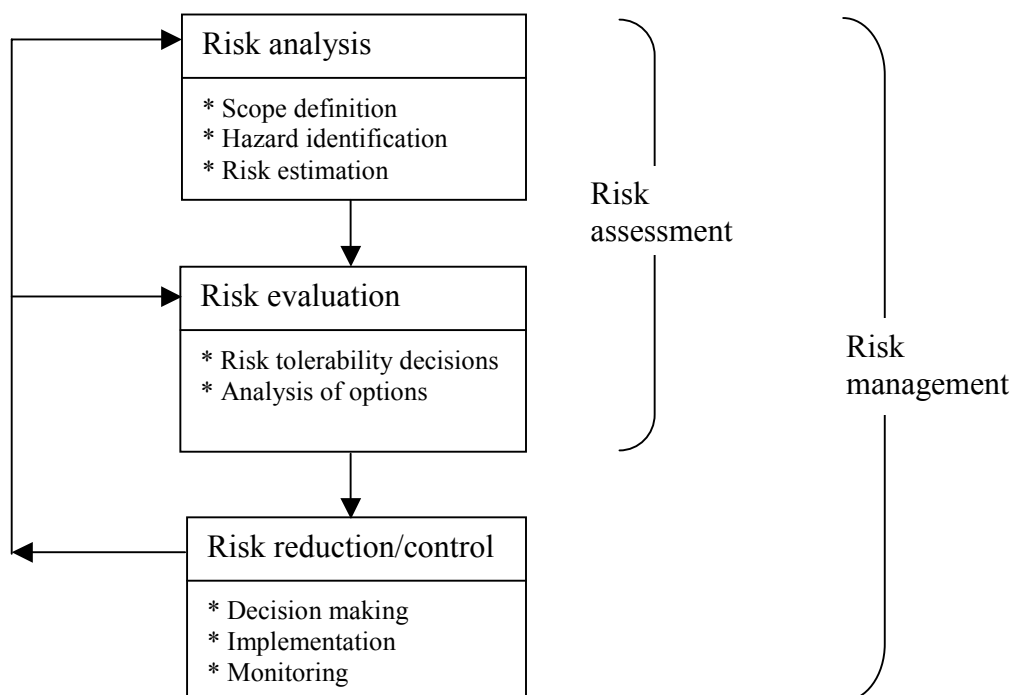 Risk analysis
* Scope definition
* Hazard identification
* Risk estimation
Risk evaluation
* Risk tolerability decisions
* Analysis of options
Risk reduction/control
* Decision making
* Implementation
* Monitoring
Risk
assessment
Risk
management